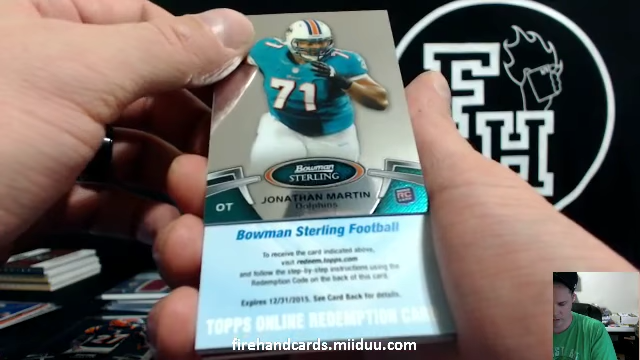 71
71
Bowman
STERLING
JONATHAN MARTIN
OT
RC
Dolphins
Bowman Sterling Football
To receive the card indicated above,
visit redeem.topps.com
and follow the step-by-step instructions using the
Redemption Code on the back of this card.
Expires 12/31/2015. See Card Back for details.
TOPPS ONLINE REDEMPTION CAR
FH
firehandcards.miiduu.com